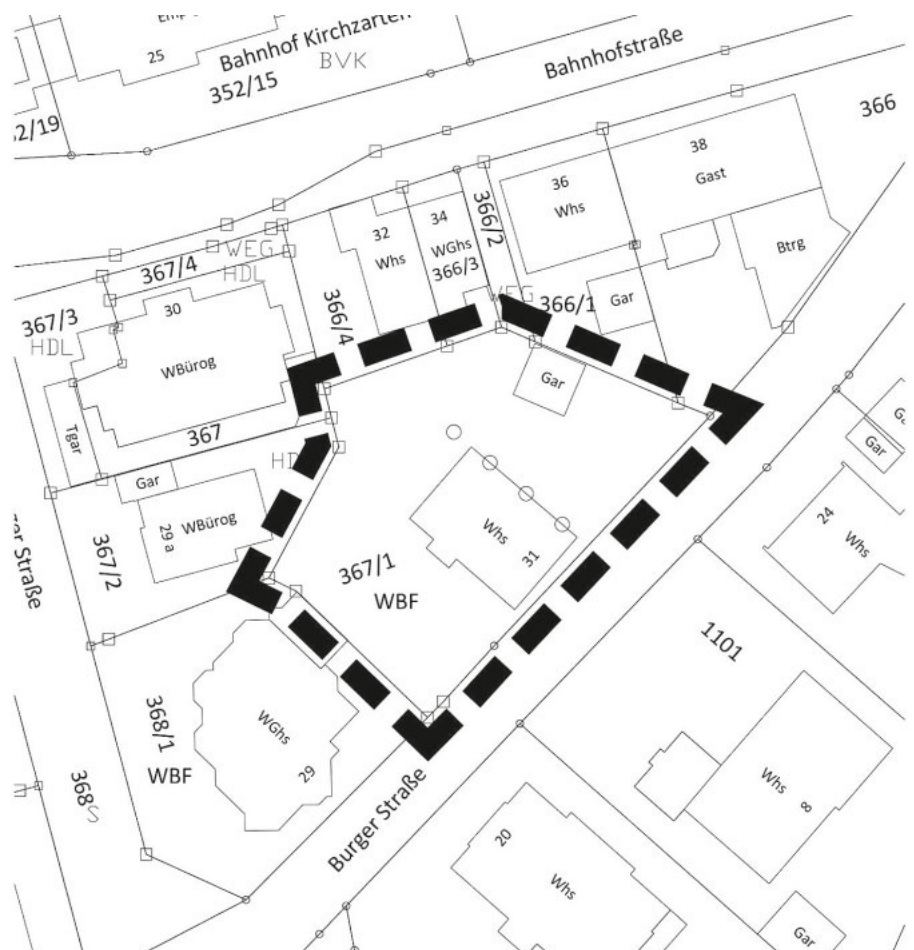 25
Bahnhof Kirchzarten
BVK
352/15
Bahnhofstraße
366
38
Gast
36
Whs
366/2
34
WGhs
366/3
32
Whs
Btrg
WEG
HDL
367/4
367/3
HDL
30
WBürog
366/4
WEG
366/1
Gar
Gar
Tgar
367
Gar
WBürog
29 a
367/2
Whs
31
367/1
WBF
Gar
24
Whs
1101
368/1
WBF
WGhs
29
368
Burger Straße
Whs
8
20
Whs
Gar